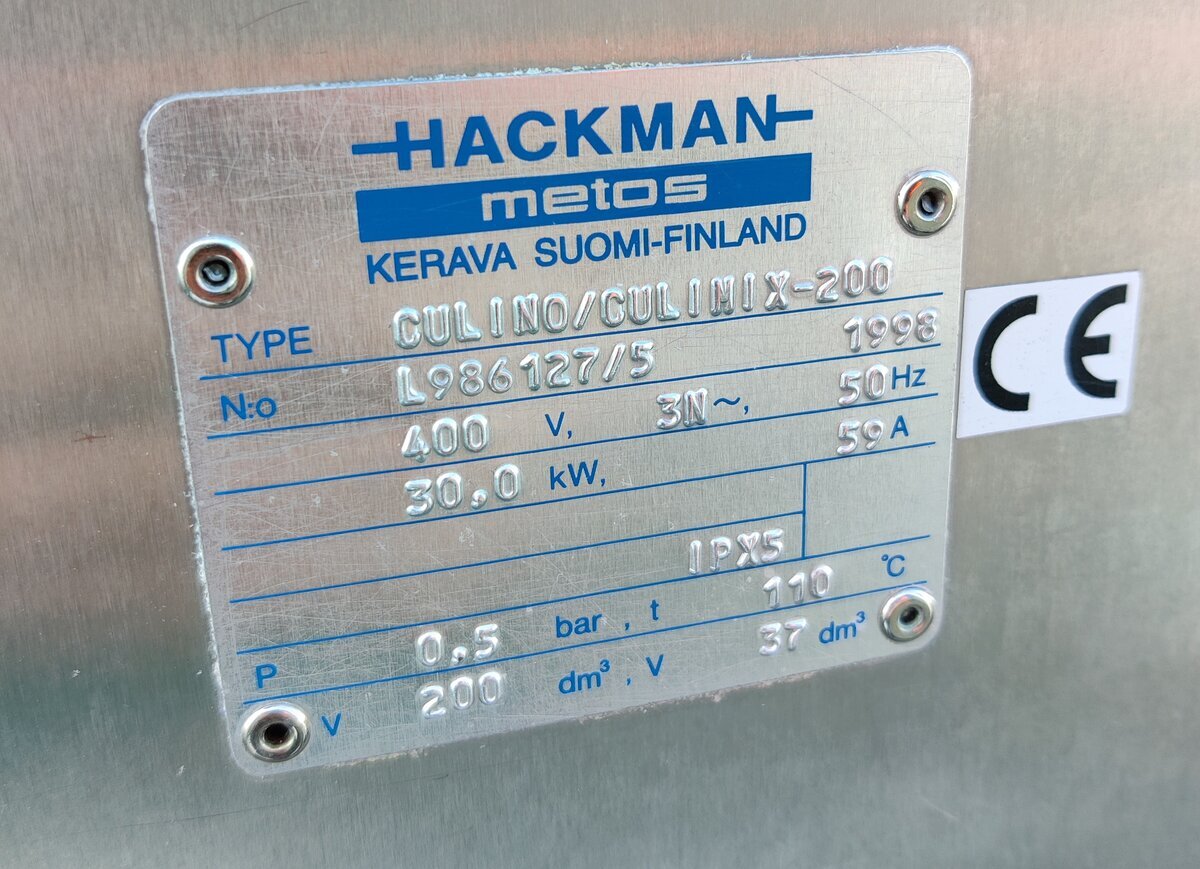 HACKMAN
metos
KERAVA SUOMI-FINLAND
TYPE CULINO/CULIMIX-200
N:o L986127/5 1998
400 V, 3N~, 50 Hz
30,0 kW, 59 A
IPX5
P 0,5 bar, t 110 °C
V 200 dm³, V 37 dm³
CE